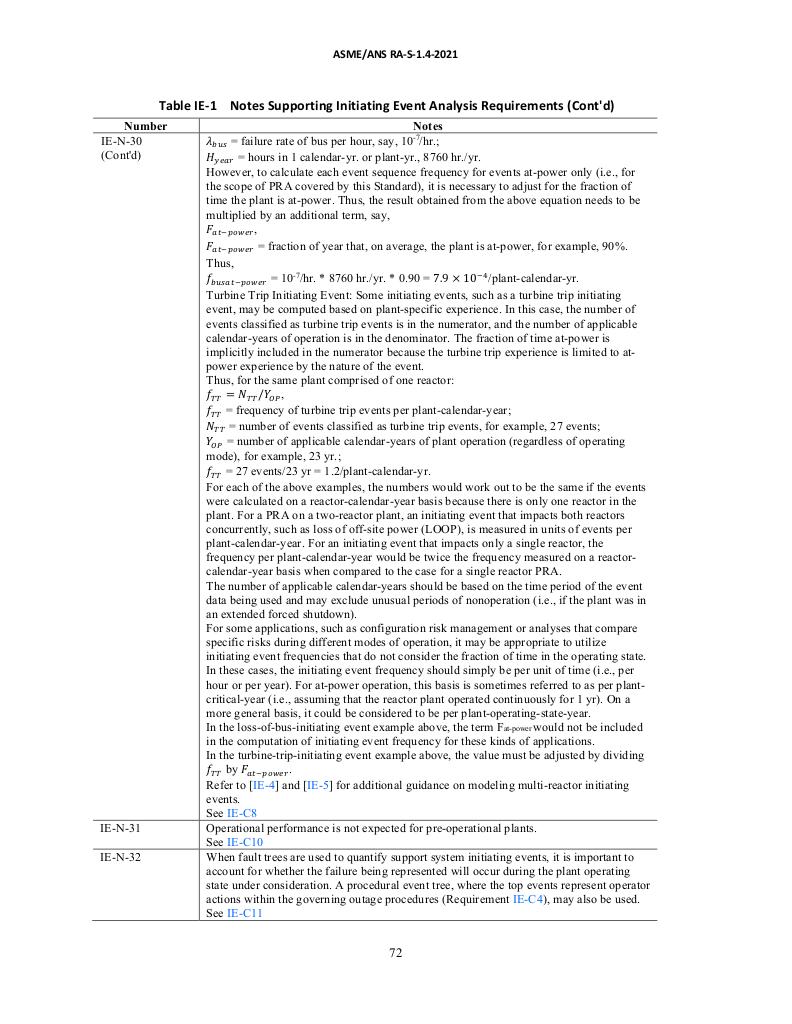 ASME/ANS RA-S-1.4-2021
Table IE-1 Notes Supporting Initiating Event Analysis Requirements (Cont'd)
Number Notes
IE-N-30
(Cont'd)
λ_bus = failure rate of bus per hour, say, 10⁻⁷/hr.;
H_year = hours in 1 calendar-yr. or plant-yr., 8760 hr./yr.
However, to calculate each event sequence frequency for events at-power only (i.e., for
the scope of PRA covered by this Standard), it is necessary to adjust for the fraction of
time the plant is at-power. Thus, the result obtained from the above equation needs to be
multiplied by an additional term, say,
F_at−power,
F_at−power = fraction of year that, on average, the plant is at-power, for example, 90%.
Thus,
f_busat−power = 10⁻⁷/hr. * 8760 hr./yr. * 0.90 = 7.9 × 10⁻⁴/plant-calendar-yr.
Turbine Trip Initiating Event: Some initiating events, such as a turbine trip initiating
event, may be computed based on plant-specific experience. In this case, the number of
events classified as turbine trip events is in the numerator, and the number of applicable
calendar-years of operation is in the denominator. The fraction of time at-power is
implicitly included in the numerator because the turbine trip experience is limited to at-
power experience by the nature of the event.
Thus, for the same plant comprised of one reactor:
f_TT = N_TT/Y_OP,
f_TT = frequency of turbine trip events per plant-calendar-year;
N_TT = number of events classified as turbine trip events, for example, 27 events;
Y_OP = number of applicable calendar-years of plant operation (regardless of operating
mode), for example, 23 yr.;
f_TT = 27 events/23 yr = 1.2/plant-calendar-yr.
For each of the above examples, the numbers would work out to be the same if the events
were calculated on a reactor-calendar-year basis because there is only one reactor in the
plant. For a PRA on a two-reactor plant, an initiating event that impacts both reactors
concurrently, such as loss of off-site power (LOOP), is measured in units of events per
plant-calendar-year. For an initiating event that impacts only a single reactor, the
frequency per plant-calendar-year would be twice the frequency measured on a reactor-
calendar-year basis when compared to the case for a single reactor PRA.
The number of applicable calendar-years should be based on the time period of the event
data being used and may exclude unusual periods of nonoperation (i.e., if the plant was in
an extended forced shutdown).
For some applications, such as configuration risk management or analyses that compare
specific risks during different modes of operation, it may be appropriate to utilize
initiating event frequencies that do not consider the fraction of time in the operating state.
In these cases, the initiating event frequency should simply be per unit of time (i.e., per
hour or per year). For at-power operation, this basis is sometimes referred to as per plant-
critical-year (i.e., assuming that the reactor plant operated continuously for 1 yr). On a
more general basis, it could be considered to be per plant-operating-state-year.
In the loss-of-bus-initiating event example above, the term F_at-power would not be included
in the computation of initiating event frequency for these kinds of applications.
In the turbine-trip-initiating event example above, the value must be adjusted by dividing
f_TT by F_at−power.
Refer to [IE-4] and [IE-5] for additional guidance on modeling multi-reactor initiating
events.
See IE-C8
IE-N-31 Operational performance is not expected for pre-operational plants.
See IE-C10
IE-N-32 When fault trees are used to quantify support system initiating events, it is important to
account for whether the failure being represented will occur during the plant operating
state under consideration. A procedural event tree, where the top events represent operator
actions within the governing outage procedures (Requirement IE-C4), may also be used.
See IE-C11
72